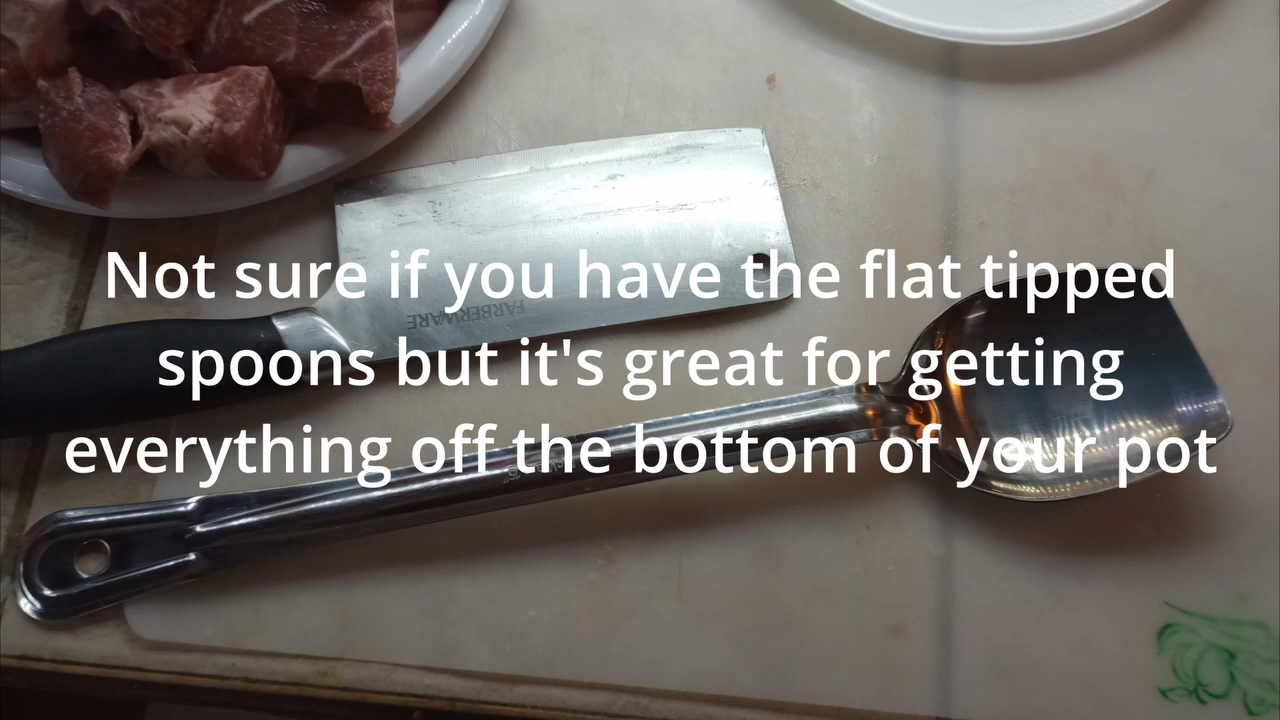 FARBERWARE
Not sure if you have the flat tipped
spoons but it's great for getting
everything off the bottom of your pot